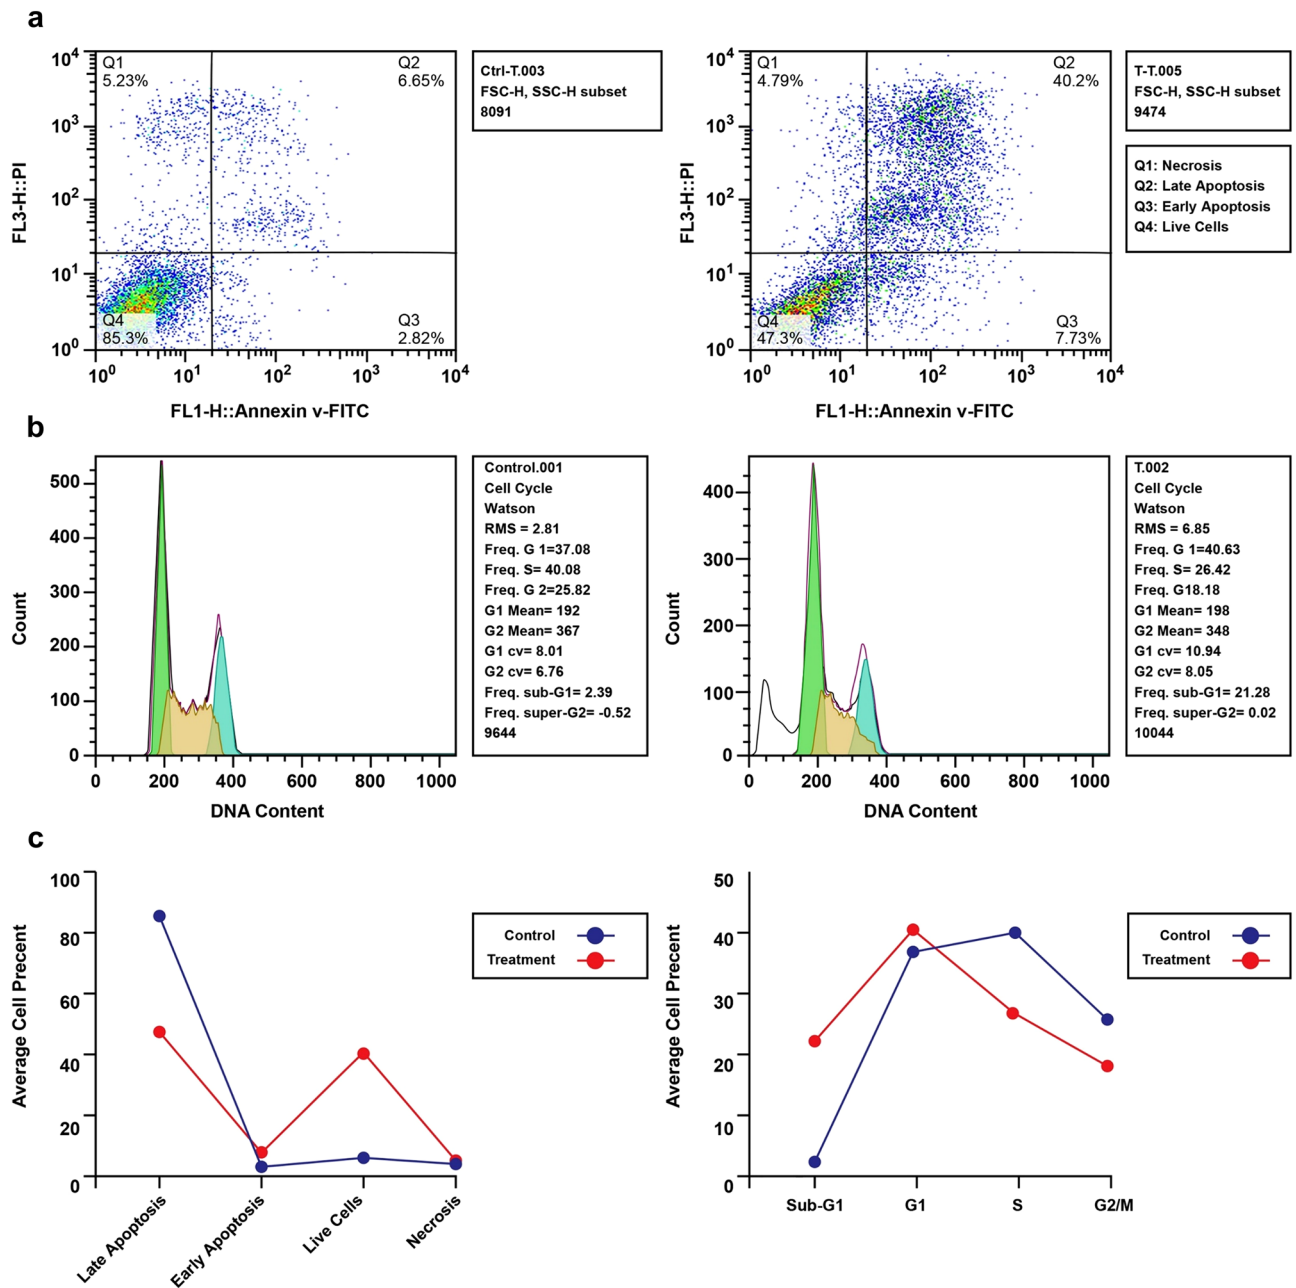 a
10⁴
10³
10²
10¹
10⁰
FL3-H::PI
Q1
5.23%
Q2
6.65%
Q4
85.3%
Q3
2.82%
10⁰
10¹
10²
10³
10⁴
FL1-H::Annexin v-FITC
Ctrl-T.003
FSC-H, SSC-H subset
8091
10⁴
10³
10²
10¹
10⁰
FL3-H::PI
Q1
4.79%
Q2
40.2%
Q4
47.3%
Q3
7.73%
10⁰
10¹
10²
10³
10⁴
FL1-H::Annexin v-FITC
T-T.005
FSC-H, SSC-H subset
9474
Q1: Necrosis
Q2: Late Apoptosis
Q3: Early Apoptosis
Q4: Live Cells
b
500
400
300
200
100
0
Count
0
200
400
600
800
1000
DNA Content
Control.001
Cell Cycle
Watson
RMS = 2.81
Freq. G 1=37.08
Freq. S= 40.08
Freq. G 2=25.82
G1 Mean= 192
G2 Mean= 367
G1 cv= 8.01
G2 cv= 6.76
Freq. sub-G1= 2.39
Freq. super-G2= -0.52
9644
400
300
200
100
0
Count
0
200
400
600
800
1000
DNA Content
T.002
Cell Cycle
Watson
RMS = 6.85
Freq. G 1=40.63
Freq. S= 26.42
Freq. G18.18
G1 Mean= 198
G2 Mean= 348
G1 cv= 10.94
G2 cv= 8.05
Freq. sub-G1= 21.28
Freq. super-G2= 0.02
10044
c
100
80
60
40
20
0
Average Cell Precent
Late Apoptosis
Early Apoptosis
Live Cells
Necrosis
Control
Treatment
50
40
30
20
10
0
Average Cell Precent
Sub-G1
G1
S
G2/M
Control
Treatment